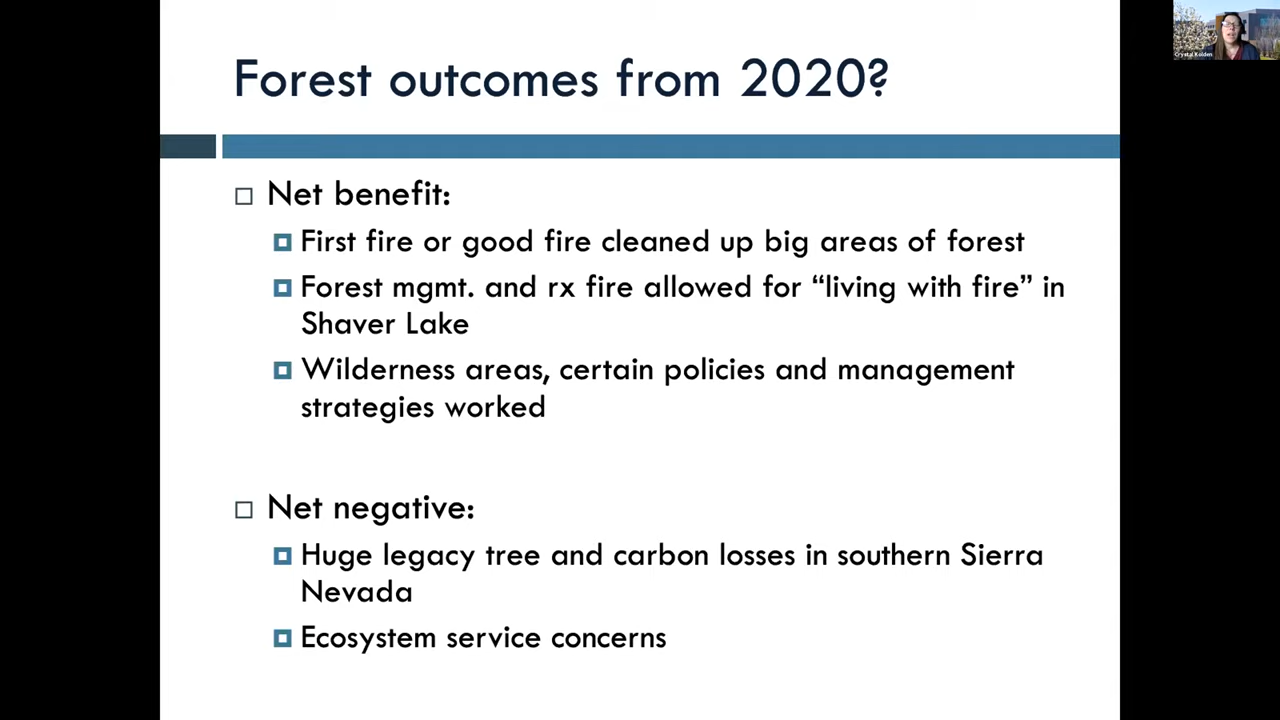 Forest outcomes from 2020?
Crystal Kolden
Net benefit:
First fire or good fire cleaned up big areas of forest
Forest mgmt. and rx fire allowed for “living with fire” in
Shaver Lake
Wilderness areas, certain policies and management
strategies worked
Net negative:
Huge legacy tree and carbon losses in southern Sierra
Nevada
Ecosystem service concerns